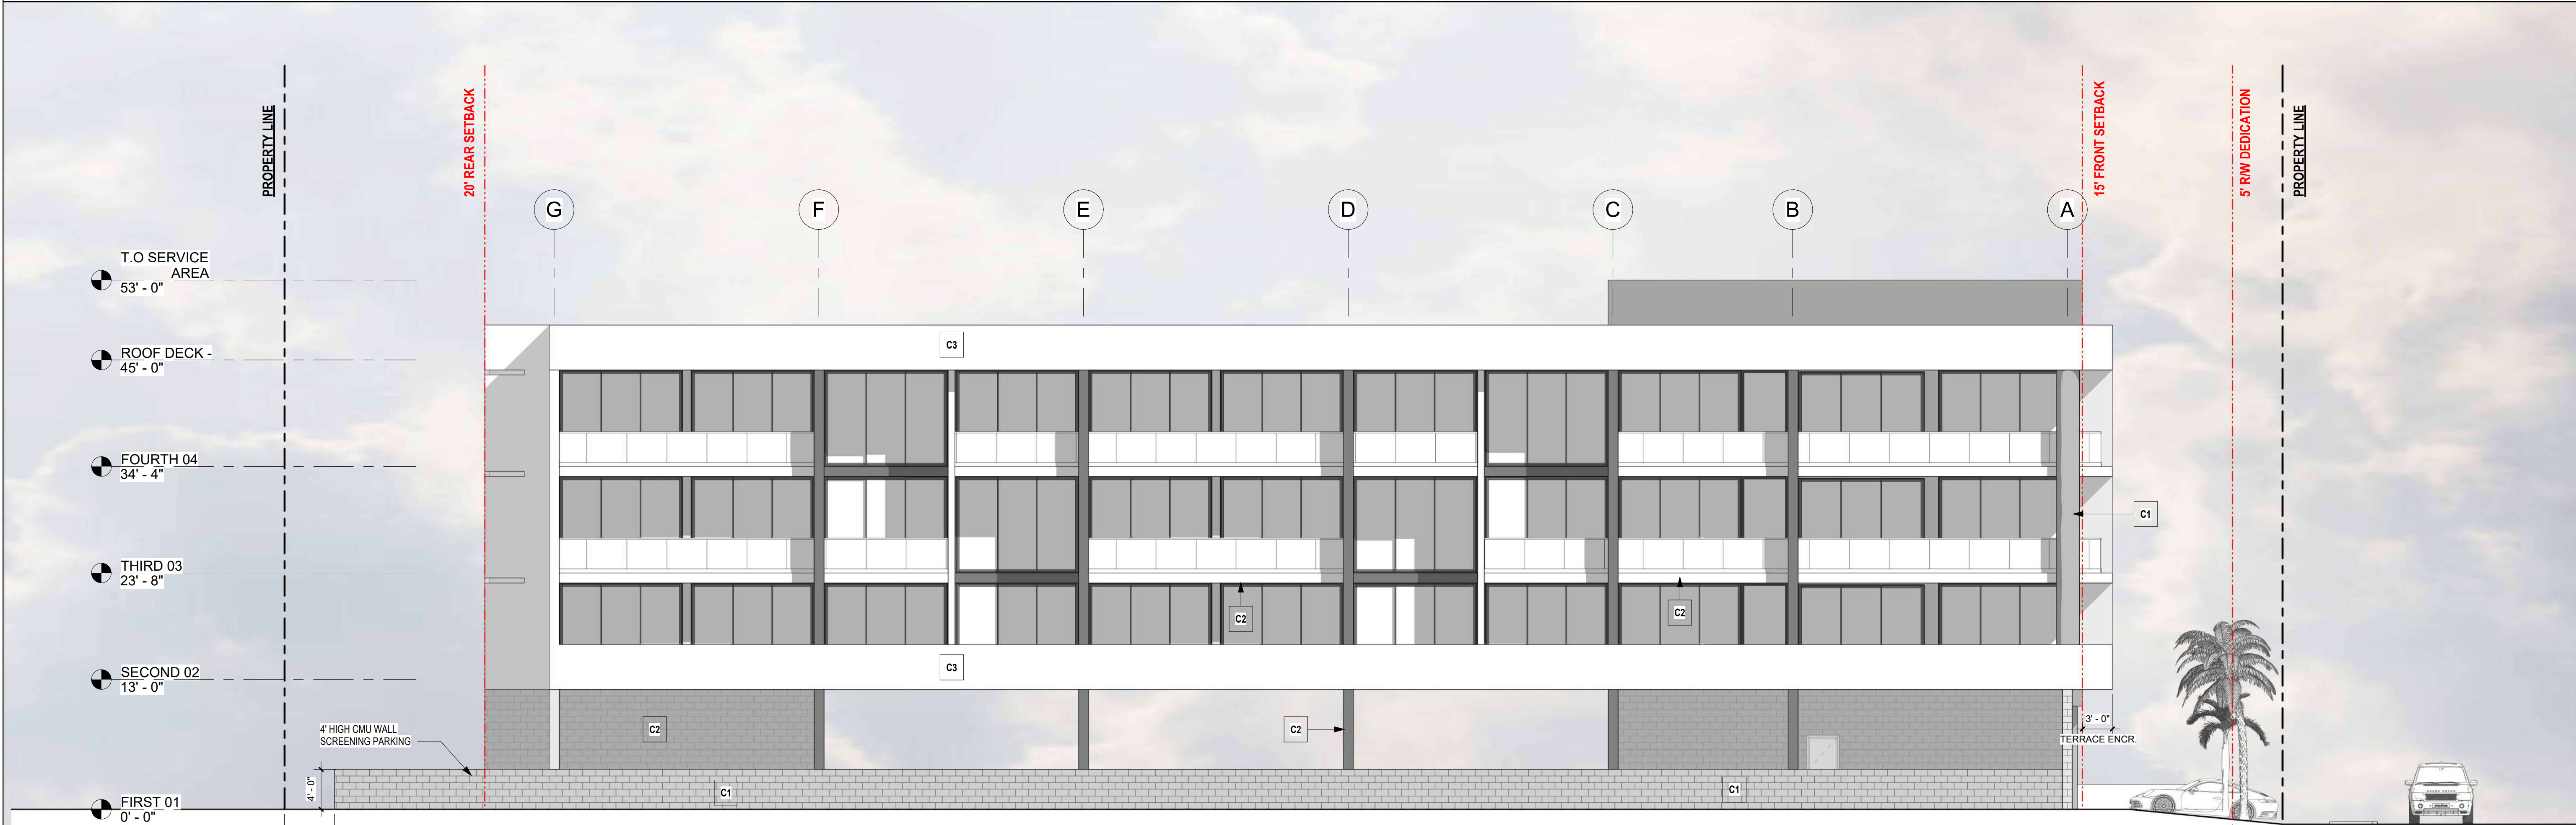 PROPERTY LINE
20' REAR SETBACK
15' FRONT SETBACK
5' R/W DEDICATION
PROPERTY LINE
G
F
E
D
C
B
A
T.O SERVICE
AREA
53' - 0"
ROOF DECK -
45' - 0"
FOURTH 04
34' - 4"
THIRD 03
23' - 8"
SECOND 02
13' - 0"
FIRST 01
0' - 0"
C3
C1
C2
C2
C3
C2
C2
4' HIGH CMU WALL
SCREENING PARKING
4' - 0"
3' - 0"
TERRACE ENCR.
C1
C1